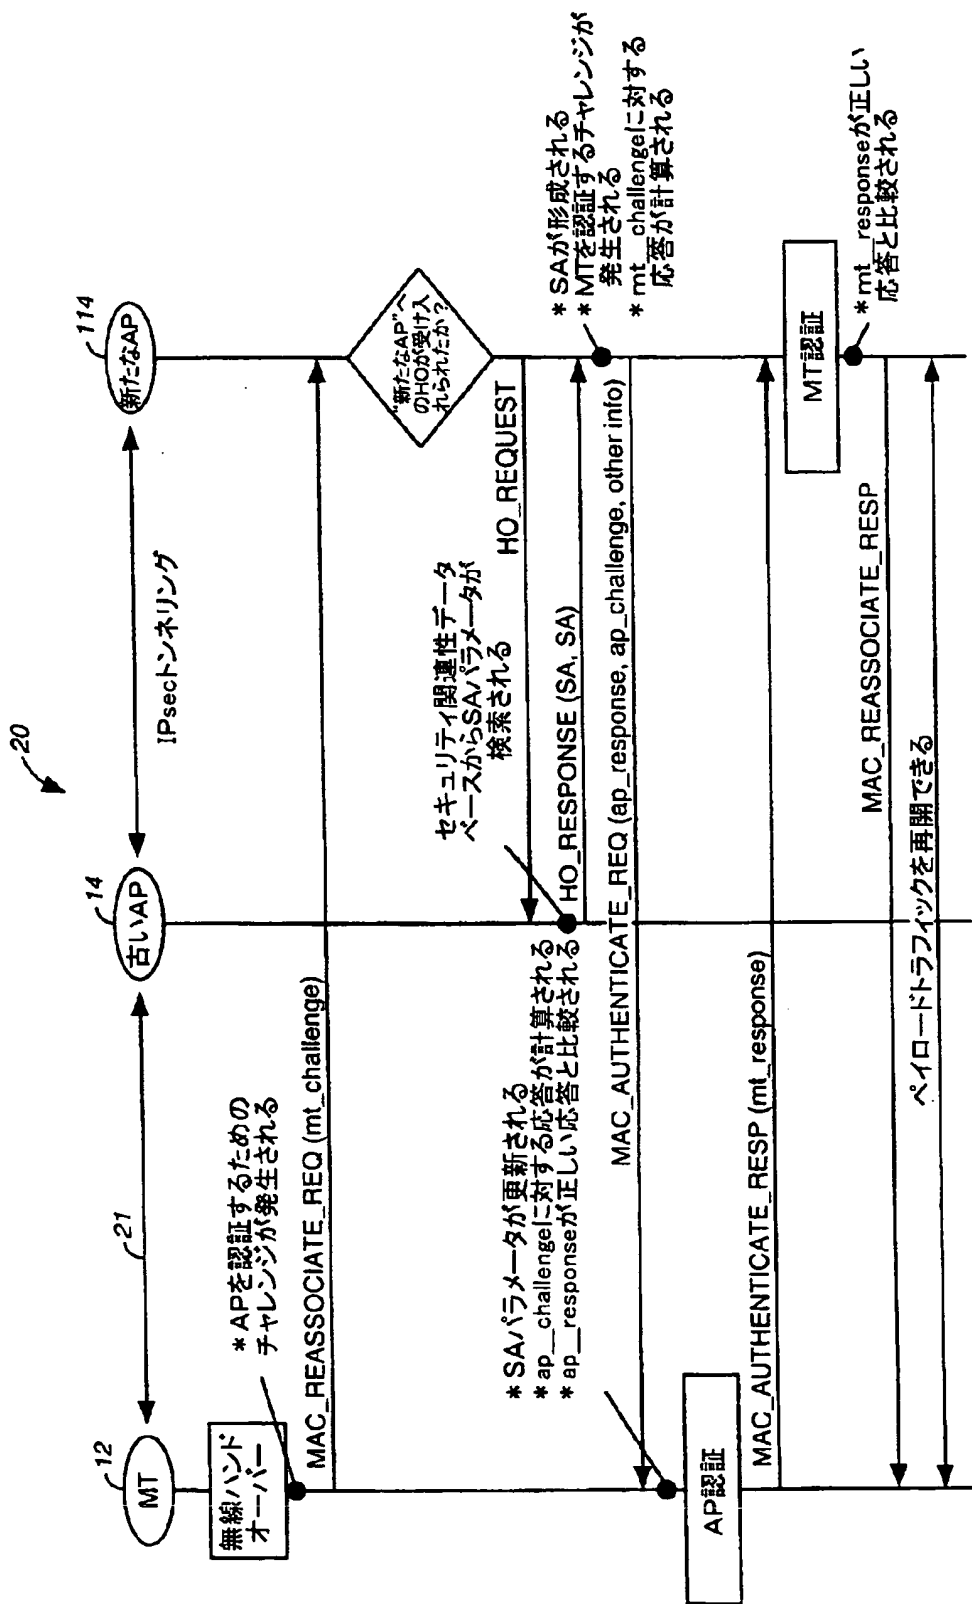 20
12
MT
21
14
古いAP
IPsecトンネリング
114
新たなAP
無線ハンド
オーバー
*APを認証するための
チャレンジが発生される
MAC_REASSOCIATE_REQ (mt_challenge)
"新たなAP"へ
のHOが受け入
れられたか?
HO_REQUEST
セキュリティ関連性データ
ベースからSAパラメータが
検索される
HO_RESPONSE (SA, SA)
*SAが形成される
*MTを認証するチャレンジが
発生される
*mt_challengeに対する
応答が計算される
MAC_AUTHENTICATE_REQ (ap_response, ap_challenge, other info)
*SAパラメータが更新される
*ap_challengeに対する応答が計算される
*ap_responseが正しい応答と比較される
AP認証
MAC_AUTHENTICATE_RESP (mt_response)
MT認証
*mt_responseが正しい
応答と比較される
MAC_REASSOCIATE_RESP
ペイロードトラフィックを再開できる